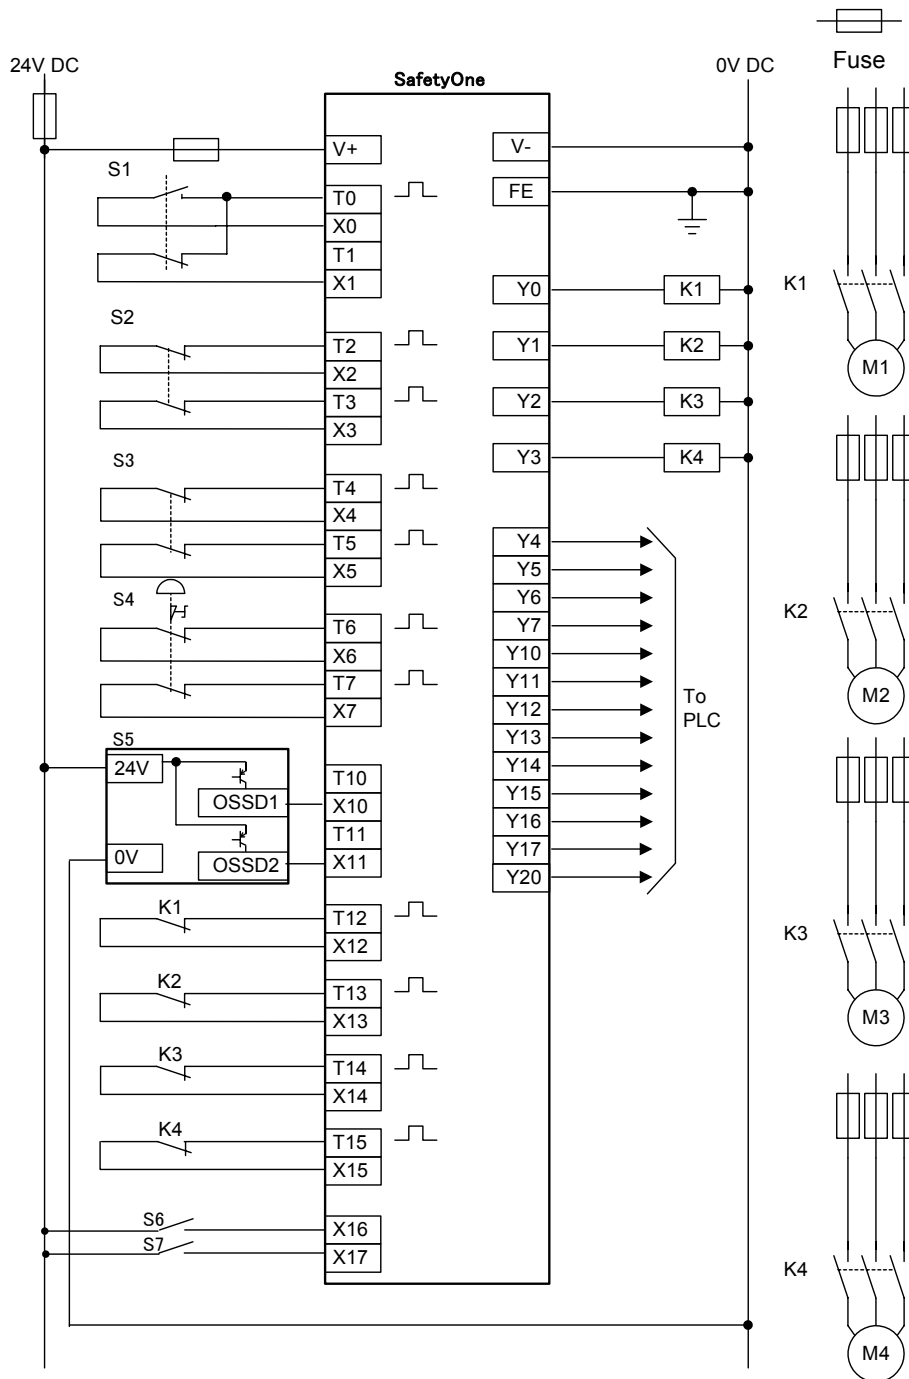 24V DC
SafetyOne
0V DC
Fuse
V+
V-
S1
T0
FE
X0
T1
X1
Y0
K1
K1
S2
T2
Y1
K2
M1
X2
T3
Y2
K3
X3
S3
Y3
K4
T4
X4
T5
Y4
X5
Y5
S4
Y6
K2
T6
Y7
X6
Y10
T7
Y11
To
PLC
M2
X7
Y12
S5
Y13
24V
T10
Y14
OSSD1
X10
Y15
T11
Y16
0V
OSSD2
X11
Y17
Y20
K1
T12
X12
K3
K2
T13
X13
M3
K3
T14
X14
K4
T15
X15
S6
X16
S7
X17
K4
M4